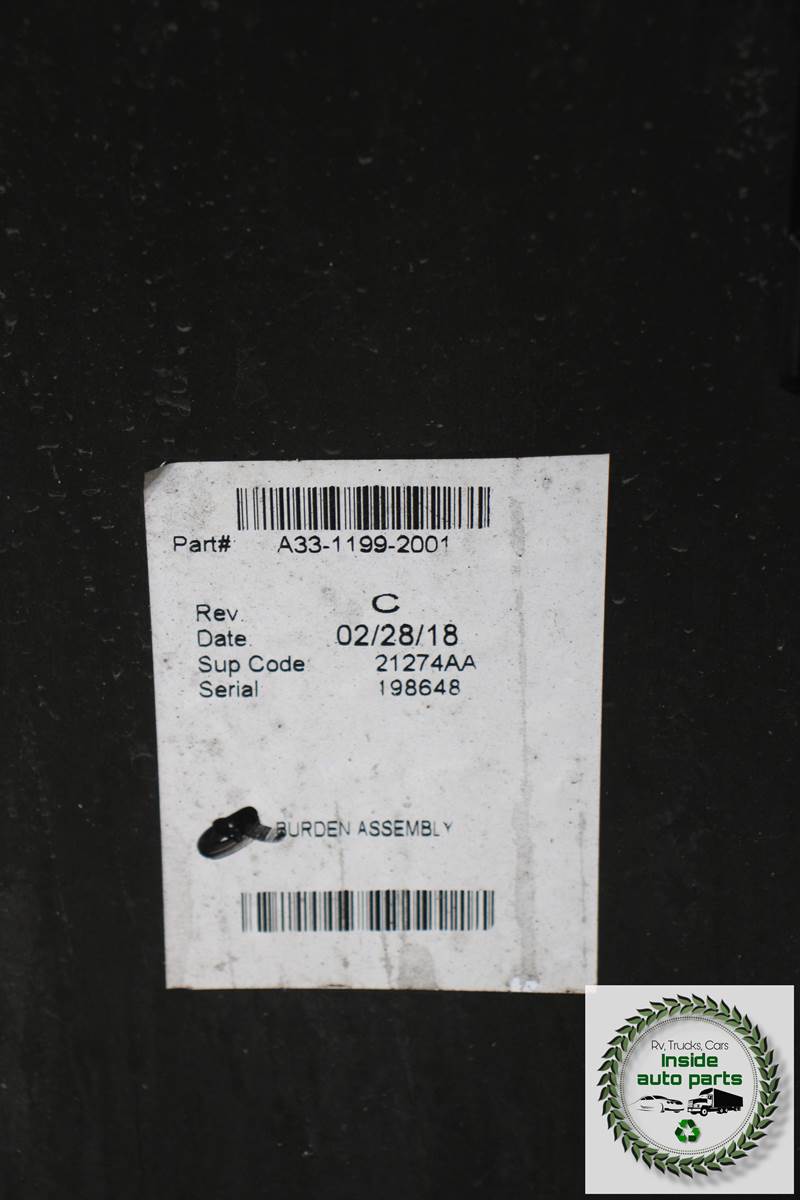 Part# A33-1199-2001
Rev. C
Date. 02/28/18
Sup Code 21274AA
Serial 198648
BURDEN ASSEMBLY
Rv, Trucks, Cars
Inside
auto parts